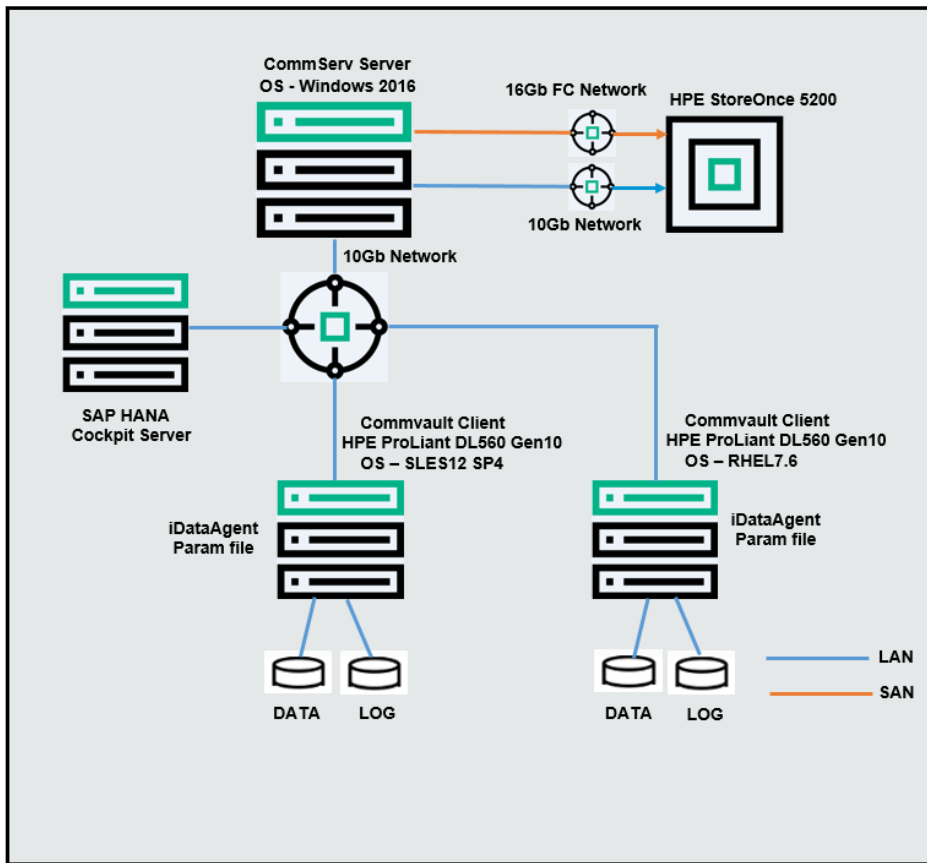 CommServ Server
OS - Windows 2016
16Gb FC Network
HPE StoreOnce 5200
10Gb Network
10Gb Network
SAP HANA
Cockpit Server
Commvault Client
HPE ProLiant DL560 Gen10
OS – SLES12 SP4
Commvault Client
HPE ProLiant DL560 Gen10
OS – RHEL7.6
iDataAgent
Param file
iDataAgent
Param file
DATA
LOG
DATA
LOG
LAN
SAN